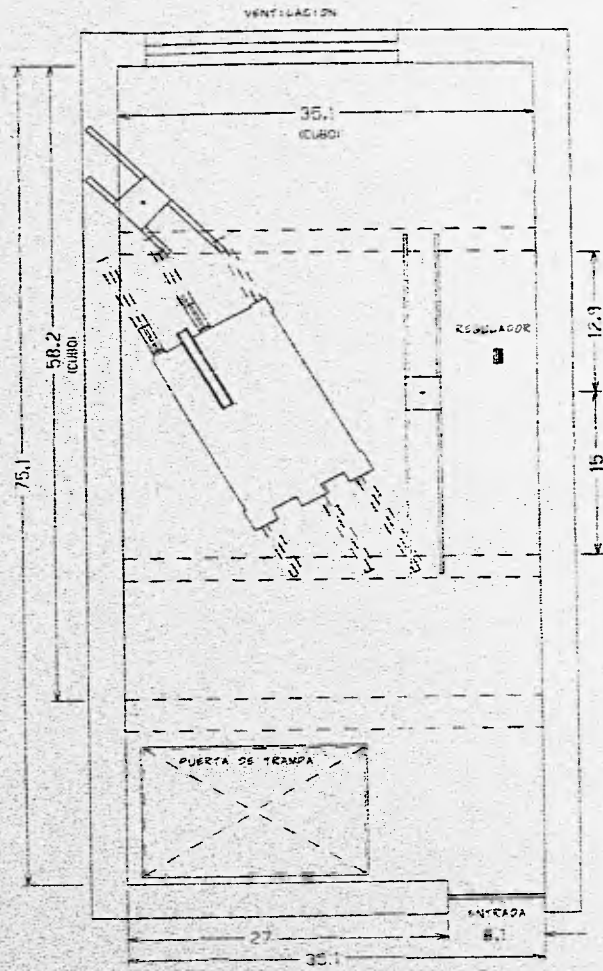 VENTILACION
35.1
(CUBO)
58.2
(CUBO)
75.1
REGULADOR
12.9
15
PUERTA DE TRAMPA
ENTRADA
27
8.1
35.1